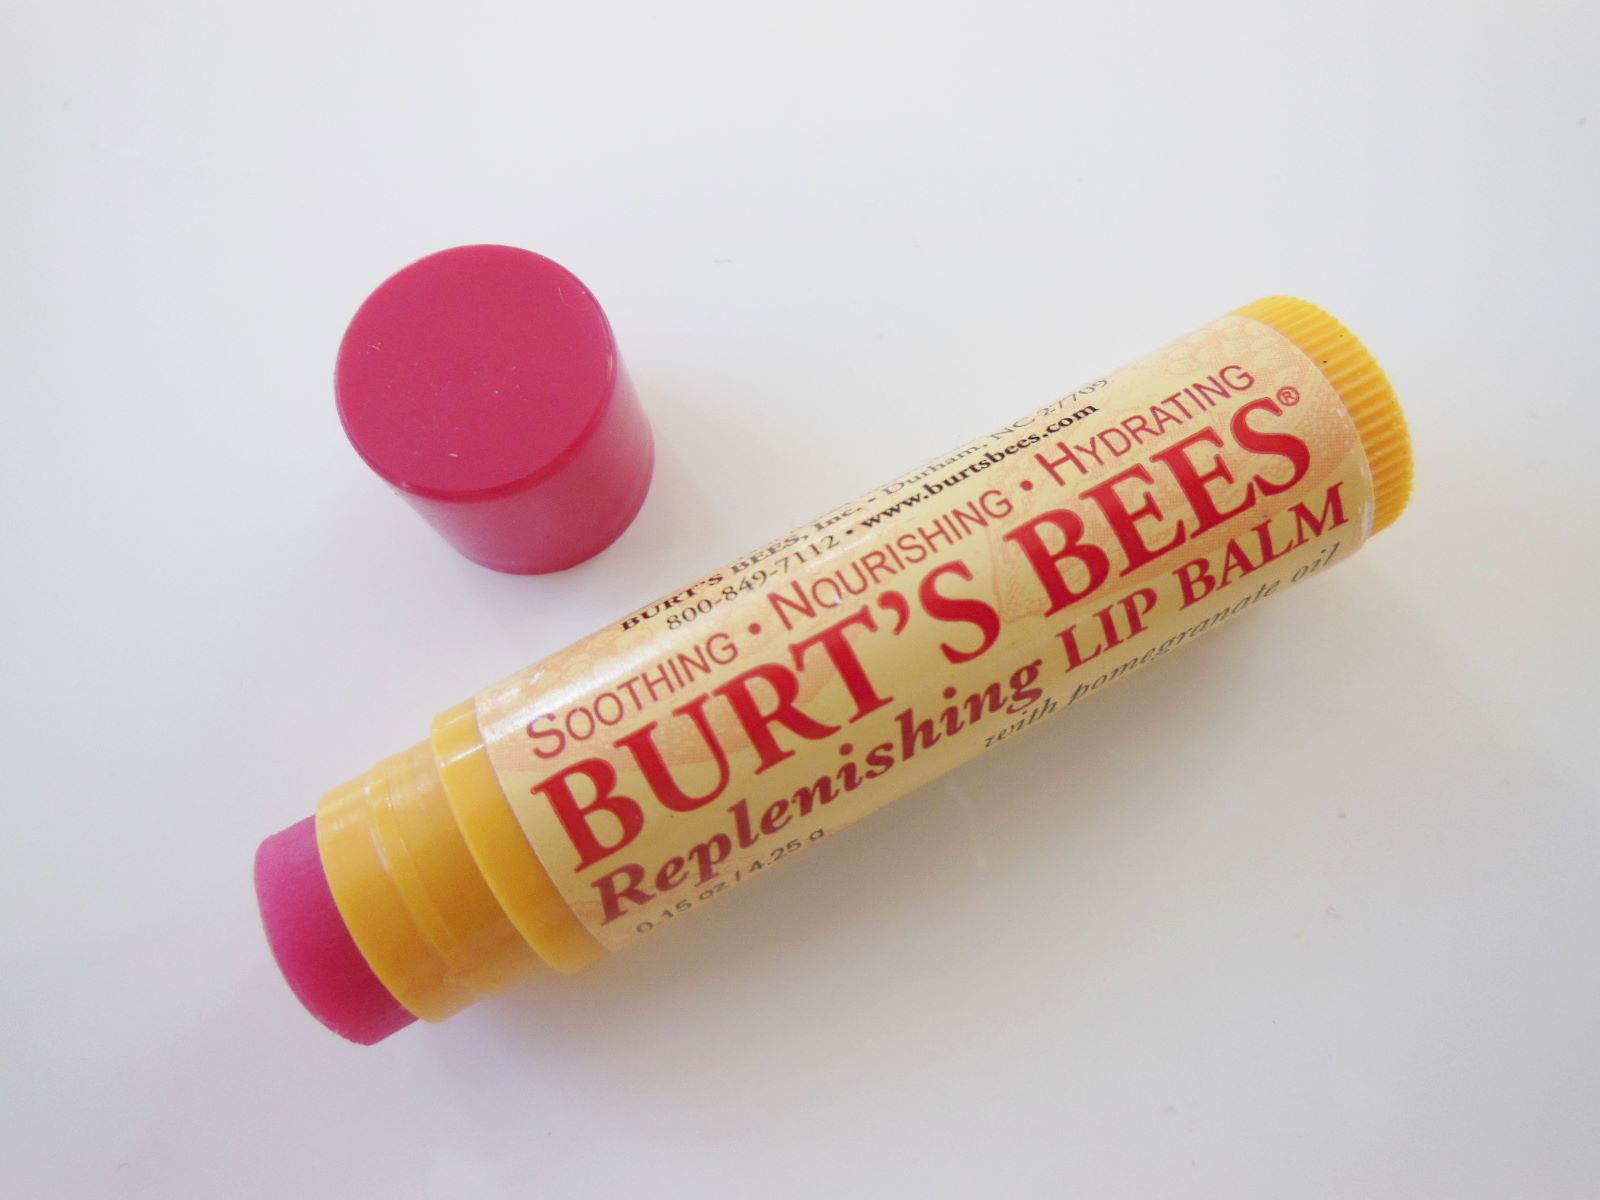 BURT'S BEES, Inc. • Durham, NC 27709
800-849-7112 • www.burtsbees.com
SOOTHING • NOURISHING • HYDRATING
BURT'S BEES®
Replenishing LIP BALM
with pomegranate oil
0.15 oz / 4.25 g